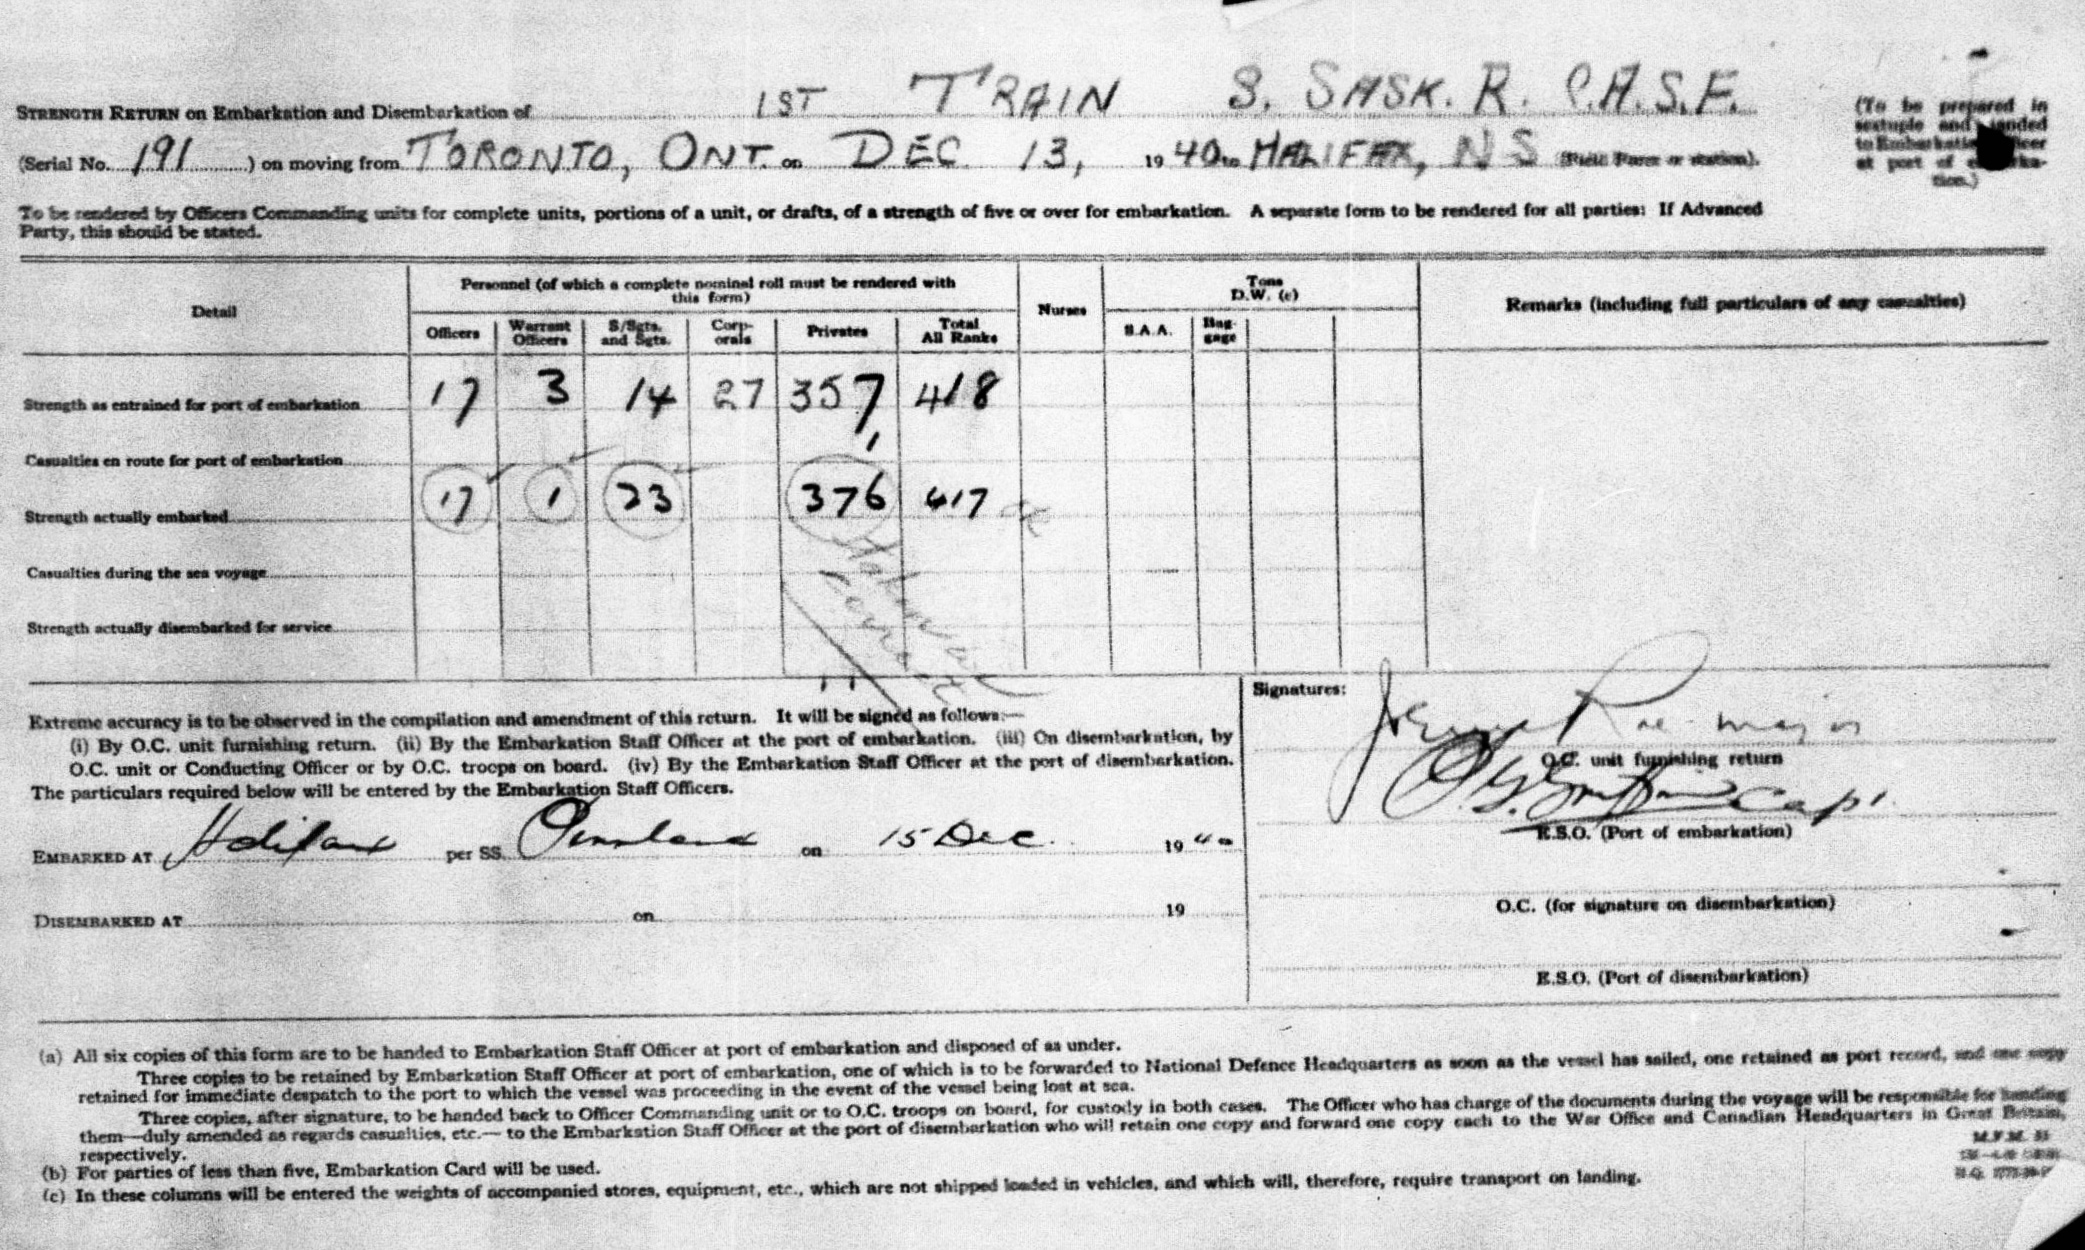 STRENGTH RETURN on Embarkation and Disembarkation of 1ST TRAIN S. SASK. R. C.A.S.F.
(Serial No. 191 ) on moving from TORONTO, ONT. on DEC 13, 1940 to HALIFAX, NS (Field Force or station).
(To be prepared in
sextuple and handed
to Embarkation Officer
at port of embarka-
tion.)
To be rendered by Officers Commanding units for complete units, portions of a unit, or drafts, of a strength of five or over for embarkation. A separate form to be rendered for all parties: If Advanced
Party, this should be stated.
Detail
Personnel (of which a complete nominal roll must be rendered with
this form)
Officers
Warrant
Officers
S/Sgts.
and Sgts.
Corp-
orals
Privates
Total
All Ranks
Nurses
Tons
D.W. (c)
S.A.A.
Bag-
gage
Remarks (including full particulars of any casualties)
Strength as entrained for port of embarkation 17 3 14 27 357 418
Casualties en route for port of embarkation 1
Strength actually embarked 17 1 23 376 417
Casualties during the sea voyage
Strength actually disembarked for service
Extreme accuracy is to be observed in the compilation and amendment of this return. It will be signed as follows:—
(i) By O.C. unit furnishing return. (ii) By the Embarkation Staff Officer at the port of embarkation. (iii) On disembarkation, by
O.C. unit or Conducting Officer or by O.C. troops on board. (iv) By the Embarkation Staff Officer at the port of disembarkation.
The particulars required below will be entered by the Embarkation Staff Officers.
EMBARKED AT Halifax per SS. Pennland on 15 Dec. 1940
DISEMBARKED AT on 19
Signatures:
major
O.C. unit furnishing return
Capt.
E.S.O. (Port of embarkation)
O.C. (for signature on disembarkation)
E.S.O. (Port of disembarkation)
(a) All six copies of this form are to be handed to Embarkation Staff Officer at port of embarkation and disposed of as under.
Three copies to be retained by Embarkation Staff Officer at port of embarkation, one of which is to be forwarded to National Defence Headquarters as soon as the vessel has sailed, one retained as port record, and one copy
retained for immediate despatch to the port to which the vessel was proceeding in the event of the vessel being lost at sea.
Three copies, after signature, to be handed back to Officer Commanding unit or to O.C. troops on board, for custody in both cases. The Officer who has charge of the documents during the voyage will be responsible for handing
them—duly amended as regards casualties, etc.—to the Embarkation Staff Officer at the port of disembarkation who will retain one copy and forward one copy each to the War Office and Canadian Headquarters in Great Britain,
respectively.
(b) For parties of less than five, Embarkation Card will be used.
(c) In these columns will be entered the weights of accompanied stores, equipment, etc., which are not shipped loaded in vehicles, and which will, therefore, require transport on landing.